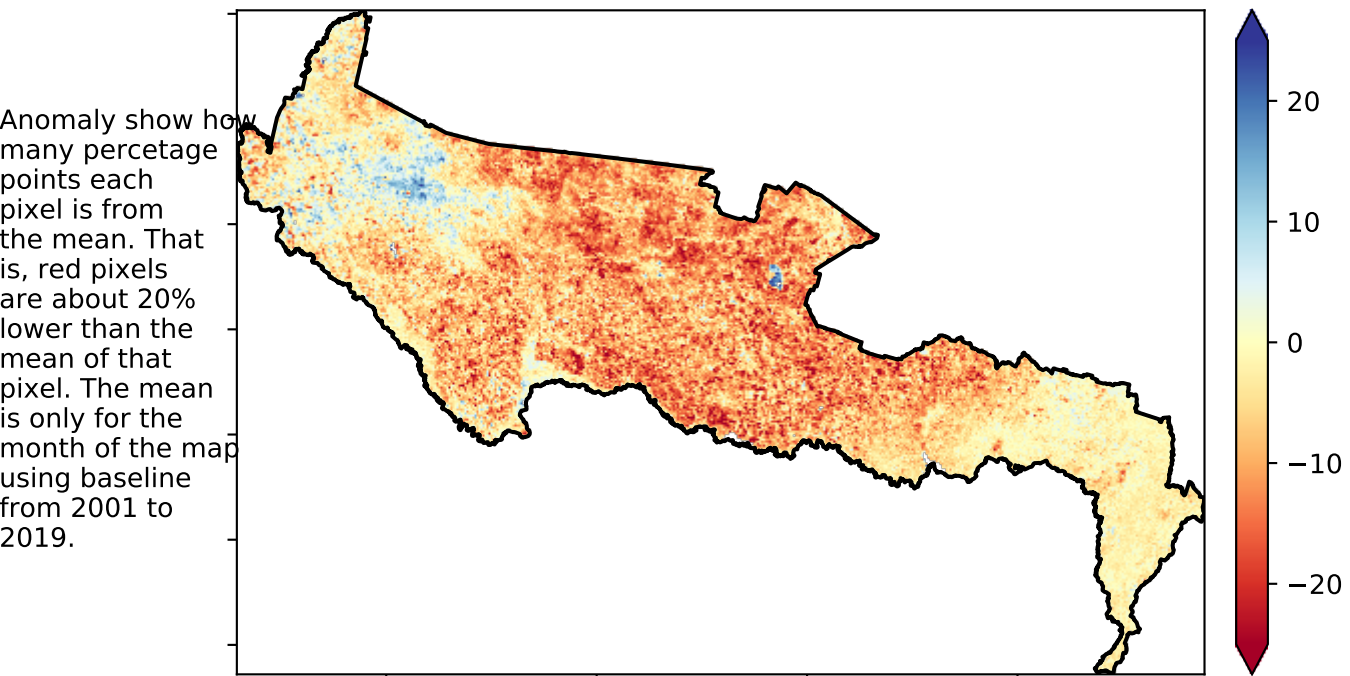 Anomaly show how
many percetage
points each
pixel is from
the mean. That
is, red pixels
are about 20%
lower than the
mean of that
pixel. The mean
is only for the
month of the map
using baseline
from 2001 to
2019.
20
10
0
−10
−20